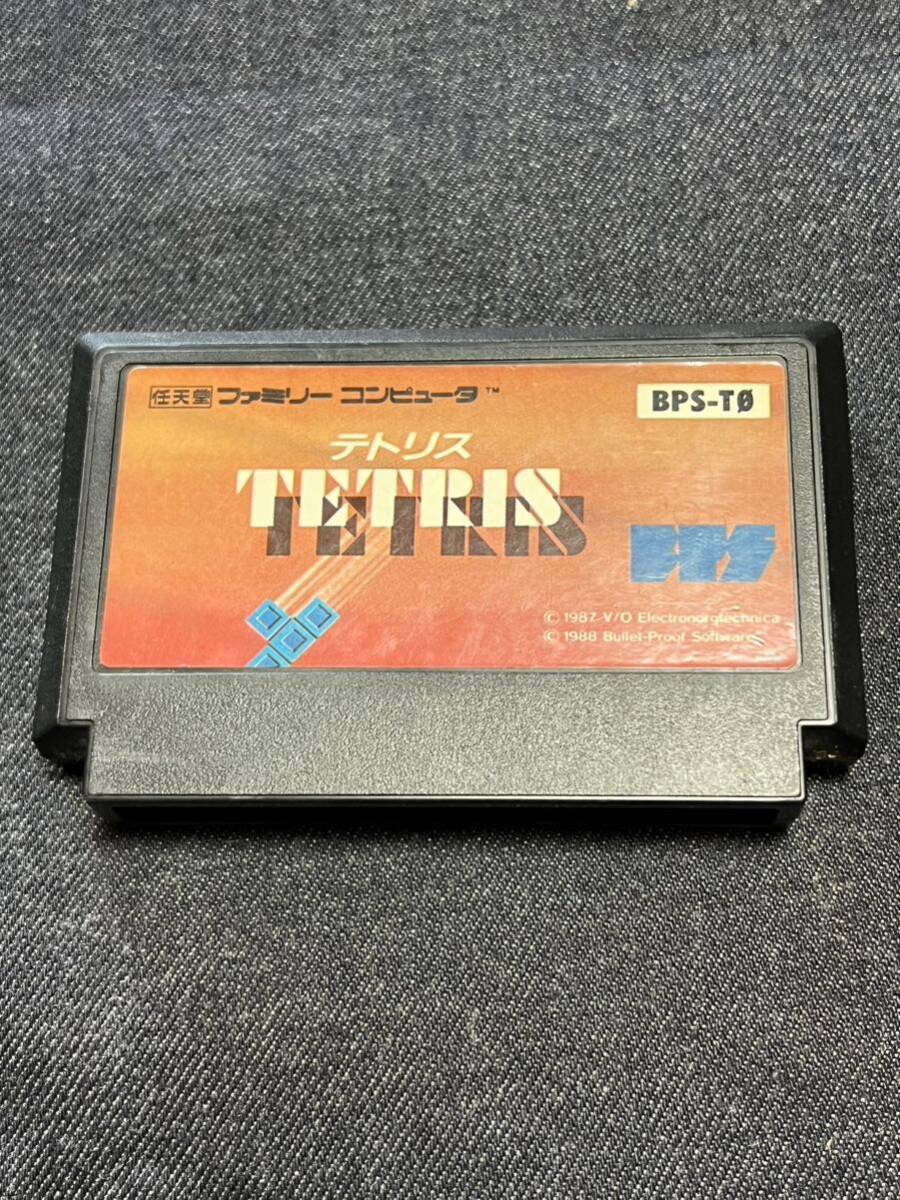 任天堂 ファミリー コンピュータ™
BPS-TØ
テトリス
TETRIS
BPS
© 1987 V/O Electronorgtechnica
© 1988 Bullet-Proof Software